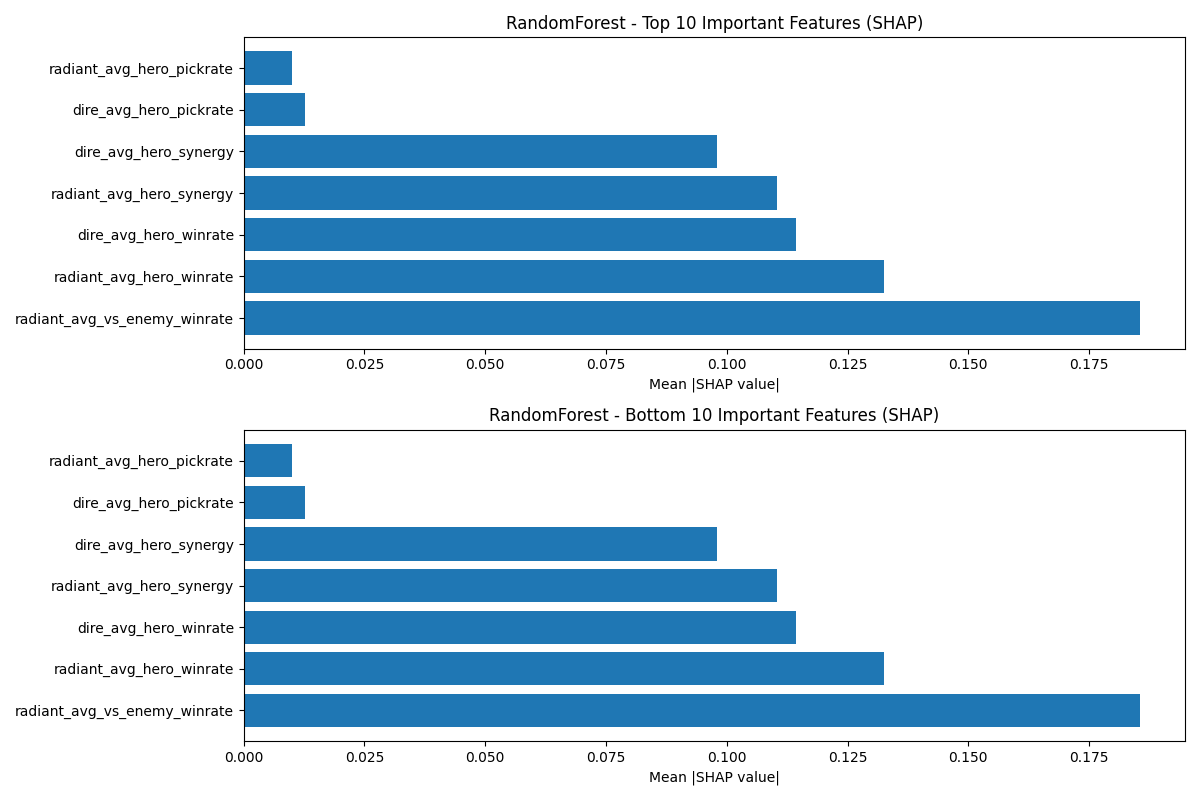 RandomForest - Top 10 Important Features (SHAP)
radiant_avg_hero_pickrate
dire_avg_hero_pickrate
dire_avg_hero_synergy
radiant_avg_hero_synergy
dire_avg_hero_winrate
radiant_avg_hero_winrate
radiant_avg_vs_enemy_winrate
0.000 0.025 0.050 0.075 0.100 0.125 0.150 0.175
Mean |SHAP value|
RandomForest - Bottom 10 Important Features (SHAP)
radiant_avg_hero_pickrate
dire_avg_hero_pickrate
dire_avg_hero_synergy
radiant_avg_hero_synergy
dire_avg_hero_winrate
radiant_avg_hero_winrate
radiant_avg_vs_enemy_winrate
0.000 0.025 0.050 0.075 0.100 0.125 0.150 0.175
Mean |SHAP value|